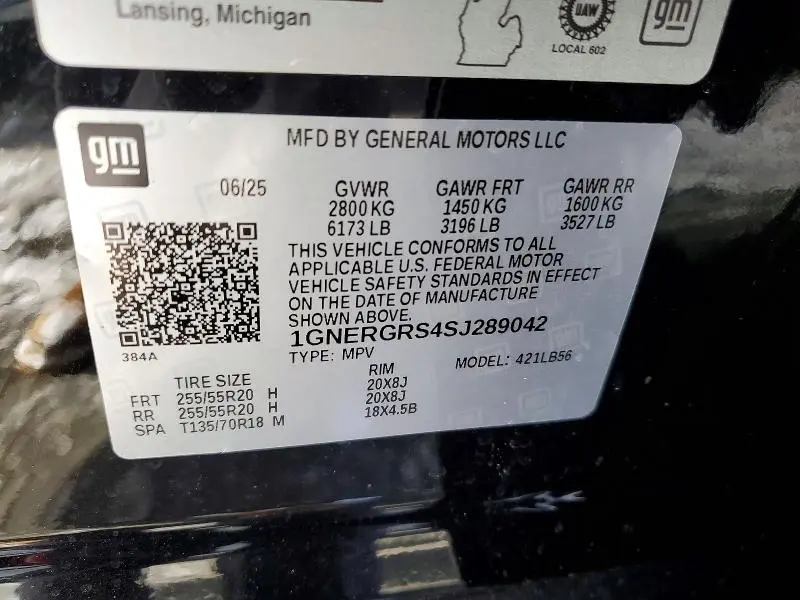 Lansing, Michigan
UAW
LOCAL 602
gm
gm
MFD BY GENERAL MOTORS LLC
06/25 GVWR GAWR FRT GAWR RR
2800 KG 1450 KG 1600 KG
6173 LB 3196 LB 3527 LB
THIS VEHICLE CONFORMS TO ALL
APPLICABLE U.S. FEDERAL MOTOR
VEHICLE SAFETY STANDARDS IN EFFECT
ON THE DATE OF MANUFACTURE
SHOWN ABOVE.
1GNERGRS4SJ289042
384A TYPE: MPV MODEL: 421LB56
TIRE SIZE RIM
FRT 255/55R20 H 20X8J
RR 255/55R20 H 20X8J
SPA T135/70R18 M 18X4.5B